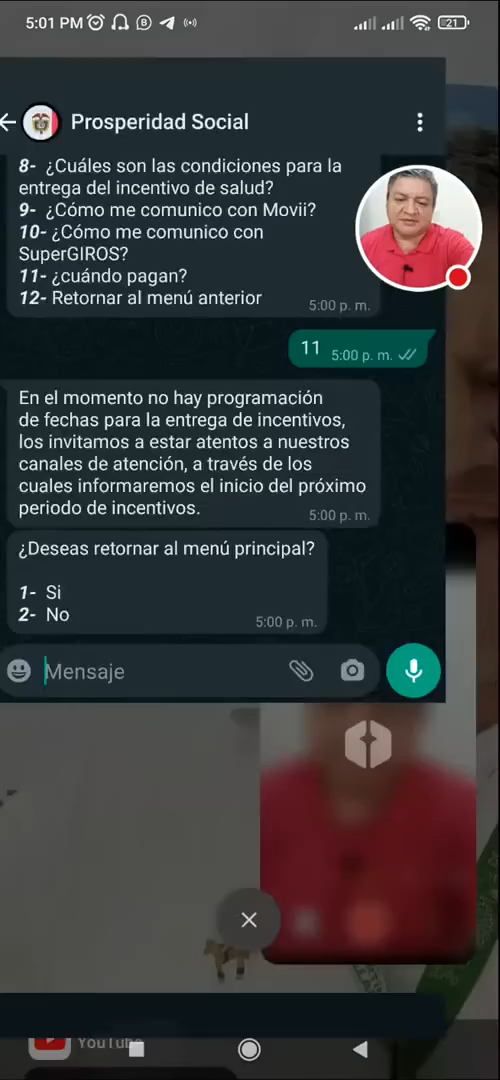 5:01 PM
21
Prosperidad Social
8- ¿Cuáles son las condiciones para la
entrega del incentivo de salud?
9- ¿Cómo me comunico con Movii?
10- ¿Cómo me comunico con
SuperGIROS?
11- ¿cuándo pagan?
12- Retornar al menú anterior
5:00 p. m.
11
5:00 p. m.
En el momento no hay programación
de fechas para la entrega de incentivos,
los invitamos a estar atentos a nuestros
canales de atención, a través de los
cuales informaremos el inicio del próximo
periodo de incentivos.
5:00 p. m.
¿Deseas retornar al menú principal?
1- Si
2- No
5:00 p. m.
Mensaje
YouTube